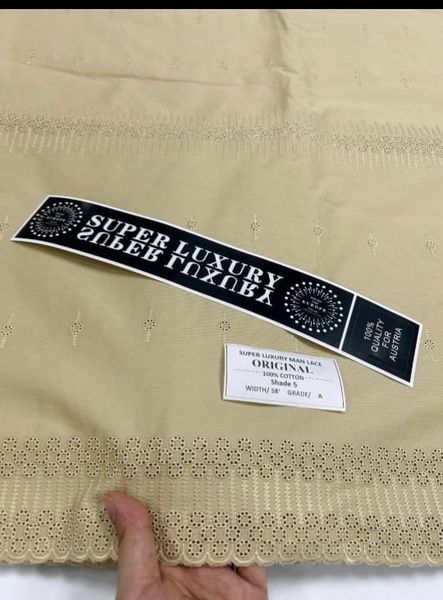 SUPER LUXURY
SUPER LUXURY
100%
QUALITY
FOR
AUSTRIA
SUPER LUXURY MAN LACE
ORIGINAL
100% COTTON
Shade 5
WIDTH/ 58' GRADE/ A